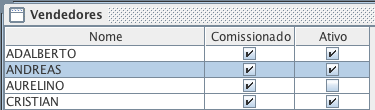 Vendedores
Nome Comissionado Ativo
ADALBERTO
ANDREAS
AURELINO
CRISTIAN